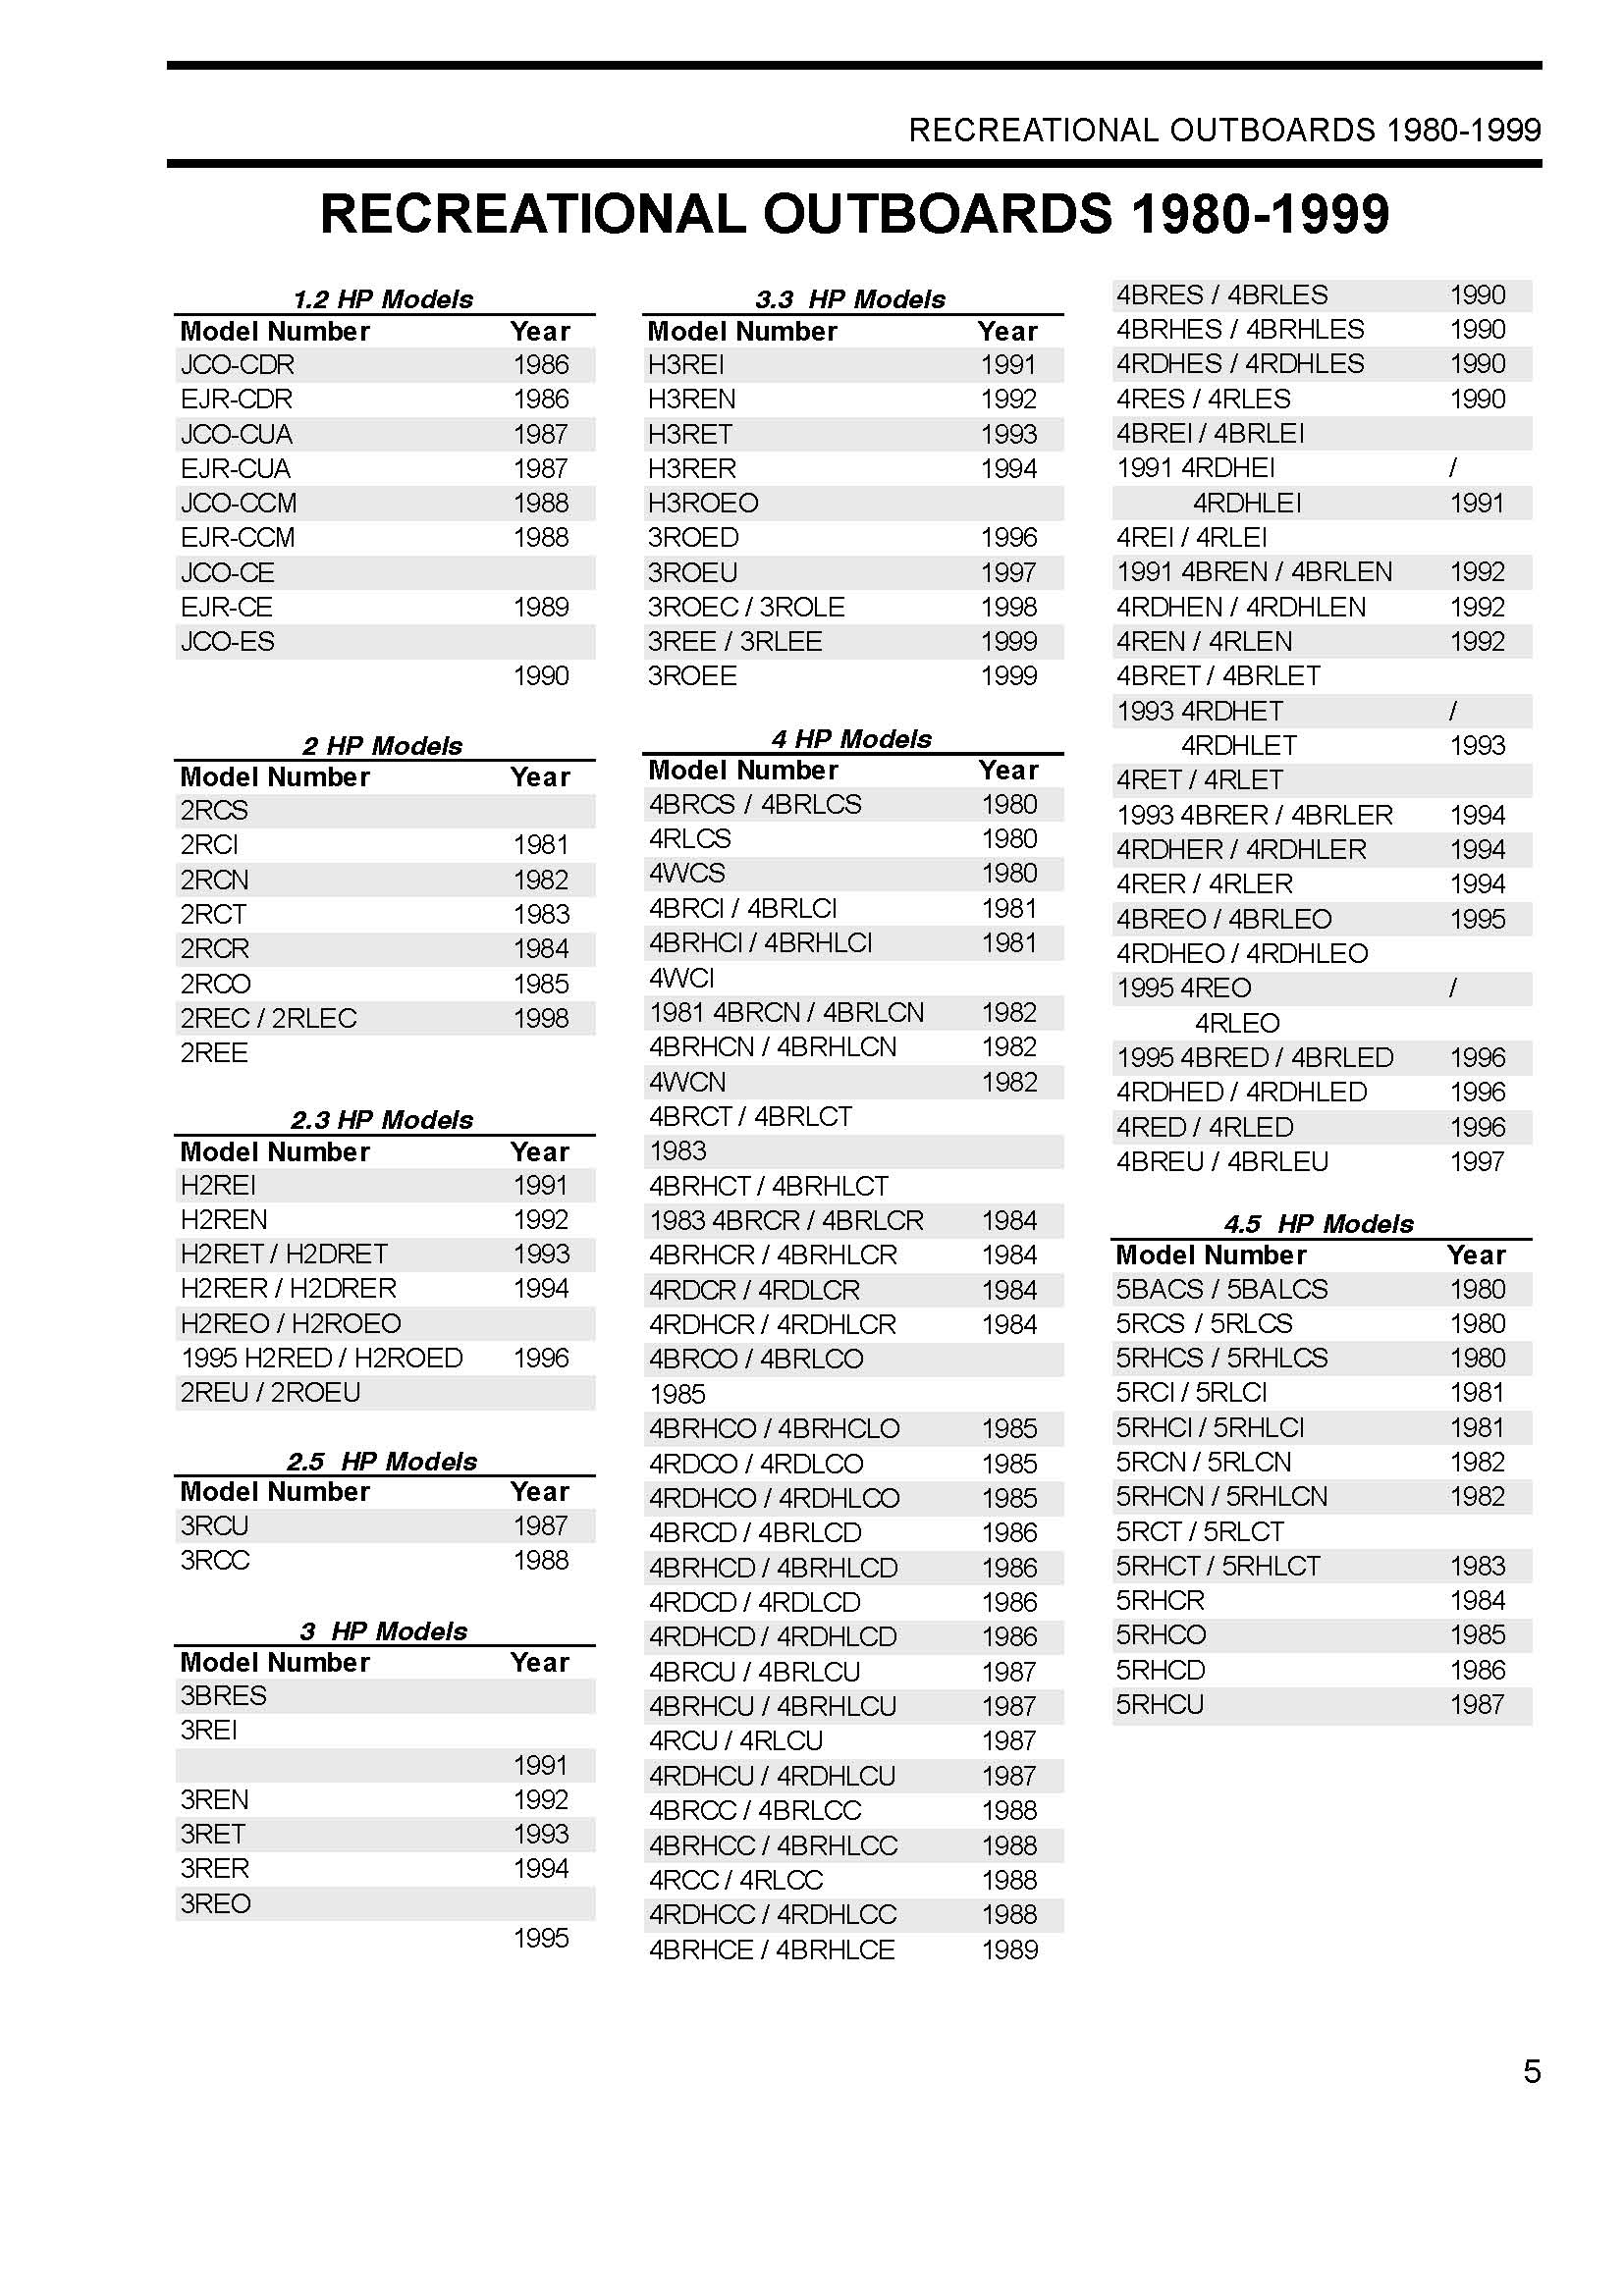 RECREATIONAL OUTBOARDS 1980-1999
RECREATIONAL OUTBOARDS 1980-1999
1.2 HP Models
Model Number Year
JCO-CDR 1986
EJR-CDR 1986
JCO-CUA 1987
EJR-CUA 1987
JCO-CCM 1988
EJR-CCM 1988
JCO-CE
EJR-CE 1989
JCO-ES
1990
2 HP Models
Model Number Year
2RCS
2RCI 1981
2RCN 1982
2RCT 1983
2RCR 1984
2RCO 1985
2REC / 2RLEC 1998
2REE
2.3 HP Models
Model Number Year
H2REI 1991
H2REN 1992
H2RET / H2DRET 1993
H2RER / H2DRER 1994
H2REO / H2ROEO
1995 H2RED / H2ROED 1996
2REU / 2ROEU
2.5 HP Models
Model Number Year
3RCU 1987
3RCC 1988
3 HP Models
Model Number Year
3BRES
3REI
1991
3REN 1992
3RET 1993
3RER 1994
3REO
1995
3.3 HP Models
Model Number Year
H3REI 1991
H3REN 1992
H3RET 1993
H3RER 1994
H3ROEO
3ROED 1996
3ROEU 1997
3ROEC / 3ROLE 1998
3REE / 3RLEE 1999
3ROEE 1999
4 HP Models
Model Number Year
4BRCS / 4BRLCS 1980
4RLCS 1980
4WCS 1980
4BRCI / 4BRLCI 1981
4BRHCI / 4BRHLCI 1981
4WCI
1981 4BRCN / 4BRLCN 1982
4BRHCN / 4BRHLCN 1982
4WCN 1982
4BRCT / 4BRLCT
1983
4BRHCT / 4BRHLCT
1983 4BRCR / 4BRLCR 1984
4BRHCR / 4BRHLCR 1984
4RDCR / 4RDLCR 1984
4RDHCR / 4RDHLCR 1984
4BRCO / 4BRLCO
1985
4BRHCO / 4BRHCLO 1985
4RDCO / 4RDLCO 1985
4RDHCO / 4RDHLCO 1985
4BRCD / 4BRLCD 1986
4BRHCD / 4BRHLCD 1986
4RDCD / 4RDLCD 1986
4RDHCD / 4RDHLCD 1986
4BRCU / 4BRLCU 1987
4BRHCU / 4BRHLCU 1987
4RCU / 4RLCU 1987
4RDHCU / 4RDHLCU 1987
4BRCC / 4BRLCC 1988
4BRHCC / 4BRHLCC 1988
4RCC / 4RLCC 1988
4RDHCC / 4RDHLCC 1988
4BRHCE / 4BRHLCE 1989
4BRES / 4BRLES 1990
4BRHES / 4BRHLES 1990
4RDHES / 4RDHLES 1990
4RES / 4RLES 1990
4BREI / 4BRLEI
1991 4RDHEI /
4RDHLEI 1991
4REI / 4RLEI
1991 4BREN / 4BRLEN 1992
4RDHEN / 4RDHLEN 1992
4REN / 4RLEN 1992
4BRET / 4BRLET
1993 4RDHET /
4RDHLET 1993
4RET / 4RLET
1993 4BRER / 4BRLER 1994
4RDHER / 4RDHLER 1994
4RER / 4RLER 1994
4BREO / 4BRLEO 1995
4RDHEO / 4RDHLEO
1995 4REO /
4RLEO
1995 4BRED / 4BRLED 1996
4RDHED / 4RDHLED 1996
4RED / 4RLED 1996
4BREU / 4BRLEU 1997
4.5 HP Models
Model Number Year
5BACS / 5BALCS 1980
5RCS / 5RLCS 1980
5RHCS / 5RHLCS 1980
5RCI / 5RLCI 1981
5RHCI / 5RHLCI 1981
5RCN / 5RLCN 1982
5RHCN / 5RHLCN 1982
5RCT / 5RLCT
5RHCT / 5RHLCT 1983
5RHCR 1984
5RHCO 1985
5RHCD 1986
5RHCU 1987
5